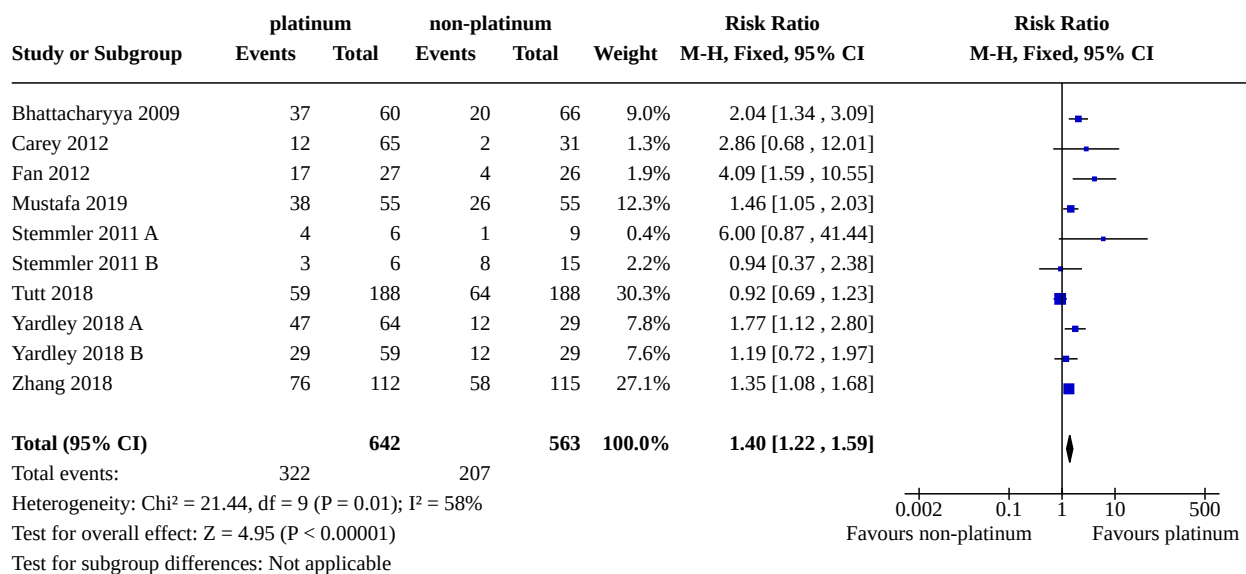 platinum non-platinum Risk Ratio Risk Ratio
Study or Subgroup Events Total Events Total Weight M-H, Fixed, 95% CI M-H, Fixed, 95% CI
Bhattacharyya 2009 37 60 20 66 9.0% 2.04 [1.34 , 3.09]
Carey 2012 12 65 2 31 1.3% 2.86 [0.68 , 12.01]
Fan 2012 17 27 4 26 1.9% 4.09 [1.59 , 10.55]
Mustafa 2019 38 55 26 55 12.3% 1.46 [1.05 , 2.03]
Stemmler 2011 A 4 6 1 9 0.4% 6.00 [0.87 , 41.44]
Stemmler 2011 B 3 6 8 15 2.2% 0.94 [0.37 , 2.38]
Tutt 2018 59 188 64 188 30.3% 0.92 [0.69 , 1.23]
Yardley 2018 A 47 64 12 29 7.8% 1.77 [1.12 , 2.80]
Yardley 2018 B 29 59 12 29 7.6% 1.19 [0.72 , 1.97]
Zhang 2018 76 112 58 115 27.1% 1.35 [1.08 , 1.68]
Total (95% CI) 642 563 100.0% 1.40 [1.22 , 1.59]
Total events: 322 207
Heterogeneity: Chi² = 21.44, df = 9 (P = 0.01); I² = 58%
0.002 0.1 1 10 500
Test for overall effect: Z = 4.95 (P < 0.00001)
Favours non-platinum Favours platinum
Test for subgroup differences: Not applicable